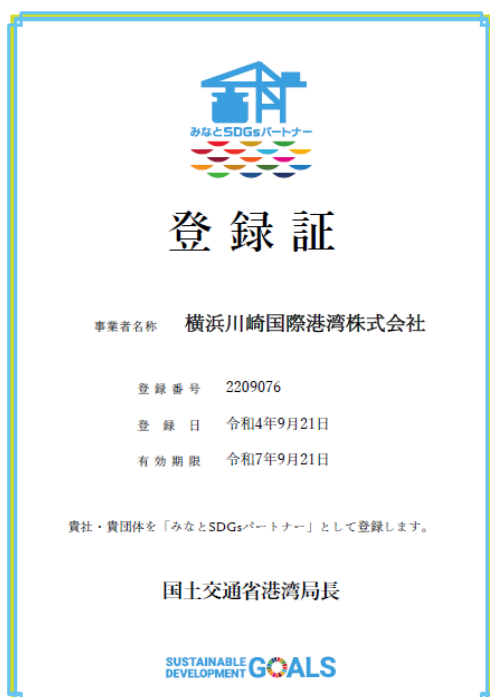 みなとSDGsパートナー
登録証
事業者名称 横浜川崎国際港湾株式会社
登録番号 2209076
登録日 令和4年9月21日
有効期限 令和7年9月21日
貴社・貴団体を「みなとSDGsパートナー」として登録します。
国土交通省港湾局長
SUSTAINABLE
DEVELOPMENT GOALS